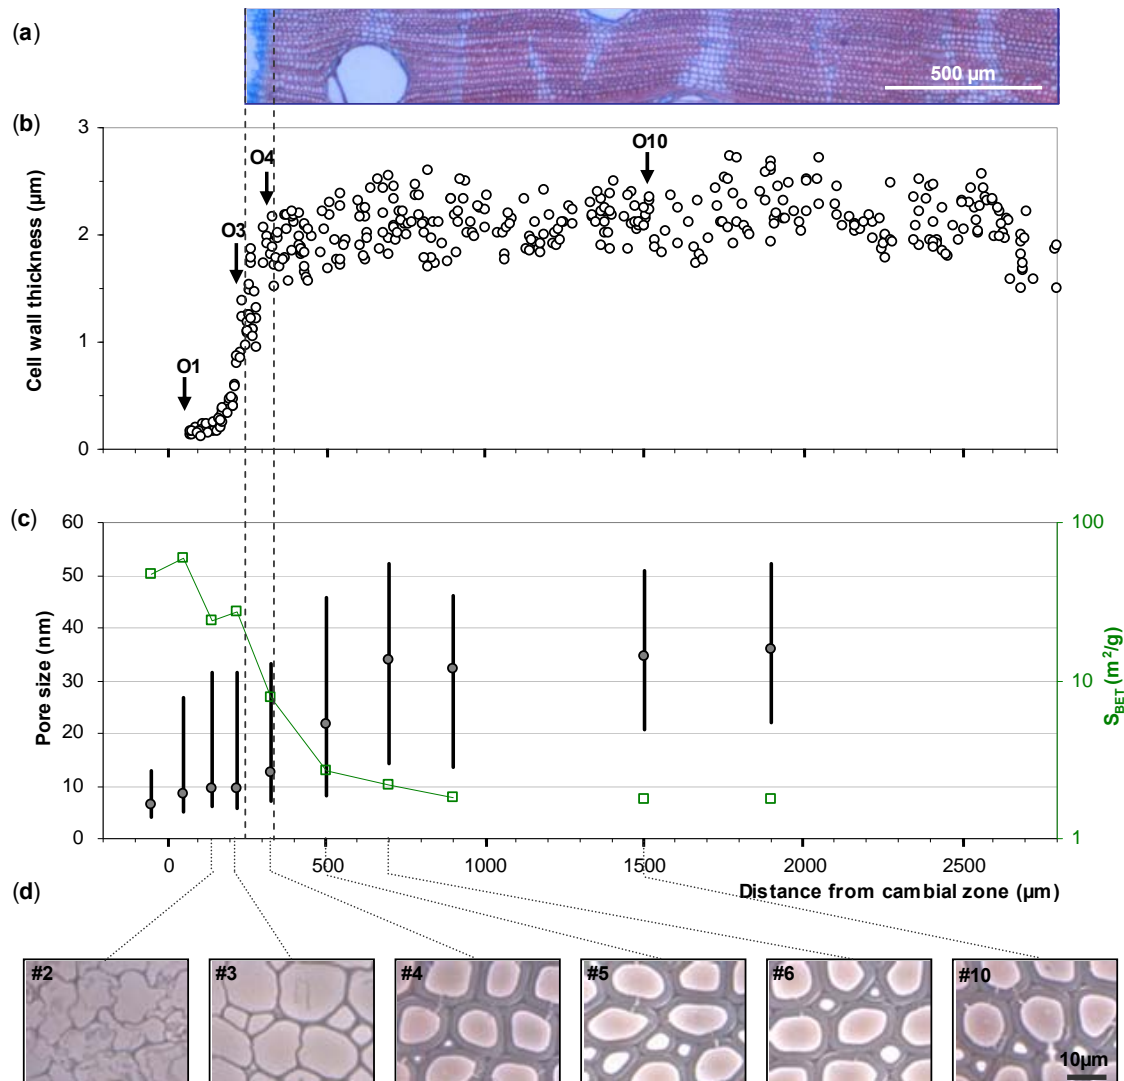 (a)
500 µm
(b)
3
2
1
0
Cell wall thickness (µm)
O1
O3
O4
O10
(c)
60
50
40
30
20
10
0
Pore size (nm)
100
10
1
S_BET (m²/g)
0 500 1000 1500 2000 2500
Distance from cambial zone (µm)
(d)
#2 #3 #4 #5 #6 #10
10µm